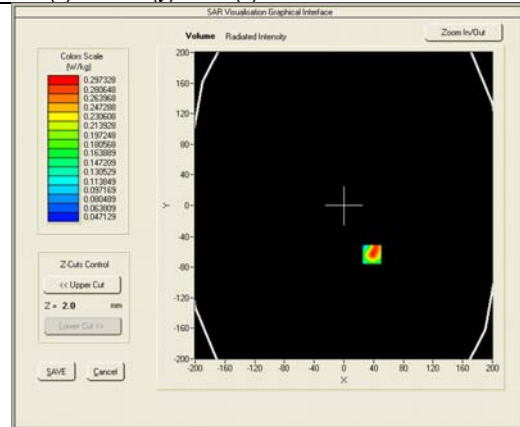 SAR Visualisation Graphical Interface
Colors Scale
(W/kg)
0.297328
0.280648
0.263968
0.247288
0.230608
0.213928
0.197248
0.180568
0.163889
0.147209
0.130529
0.113849
0.097169
0.080489
0.063809
0.047129
Volume Radiated Intensity
Zoom In/Out
200-
160-
120-
80-
40-
0-
-40-
-80-
-120-
-160-
-200-
Y
-200 -160 -120 -80 -40 0 40 80 120 160 200
X
Z-Cuts Control
<< Upper Cut
Z = 2.0 mm
Lower Cut >>
SAVE Cancel